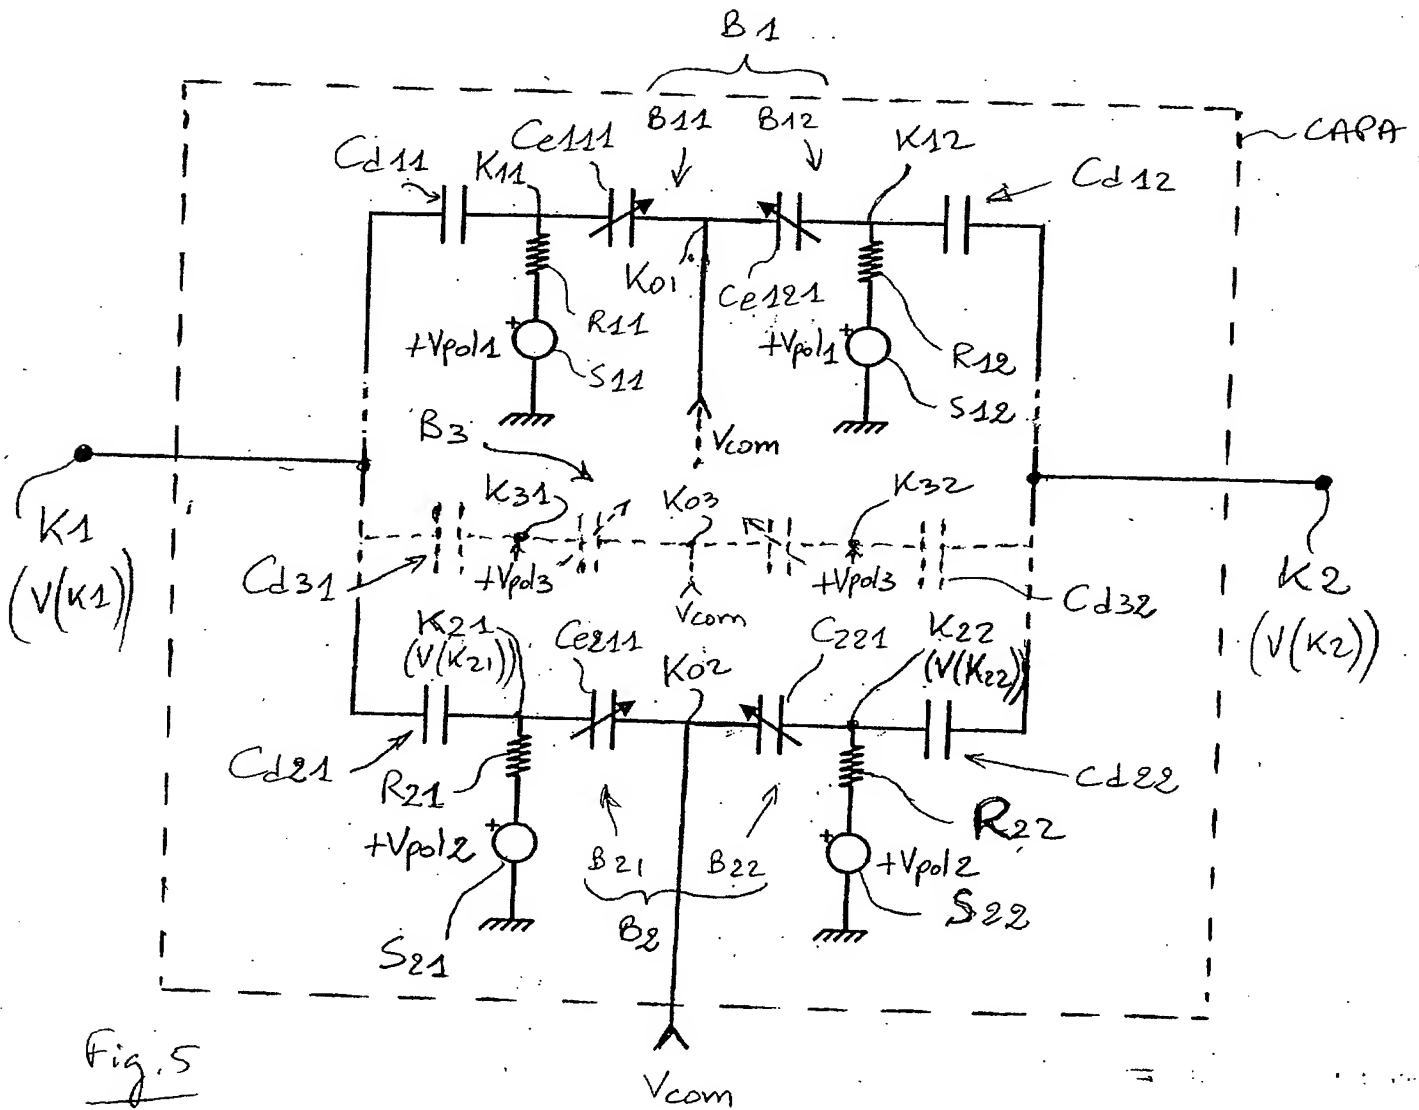 B1
B11 B12
CAPA
Cd11
K11
Ce111
K12
Cd12
K01
Ce121
R11
+Vpol1
S11
+
+Vpol1
R12
S12
+
B3
Vcom
K31
K03
K32
K1
(V(K1))
Cd31
+Vpol3
Vcom
+Vpol3
Cd32
K2
(V(K2))
K21
(V(K21))
Ce211
K02
C221
K22
(V(K22))
Cd21
R21
Cd22
R22
+Vpol2
+
S21
B21 B22
B2
+
+Vpol2
S22
Vcom
Fig.5